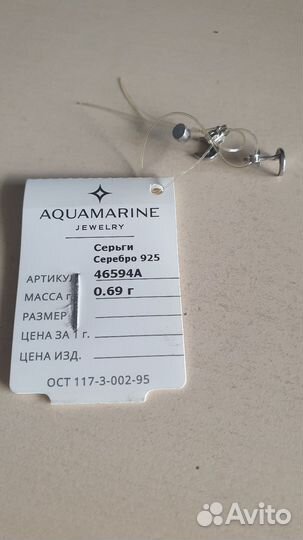 AQUAMARINE
JEWELRY
Серьги
Серебро 925
АРТИКУЛ 46594А
МАССА г. 0.69 г
РАЗМЕР
ЦЕНА ЗА 1 г.
ЦЕНА ИЗД.
ОСТ 117-3-002-95
Avito